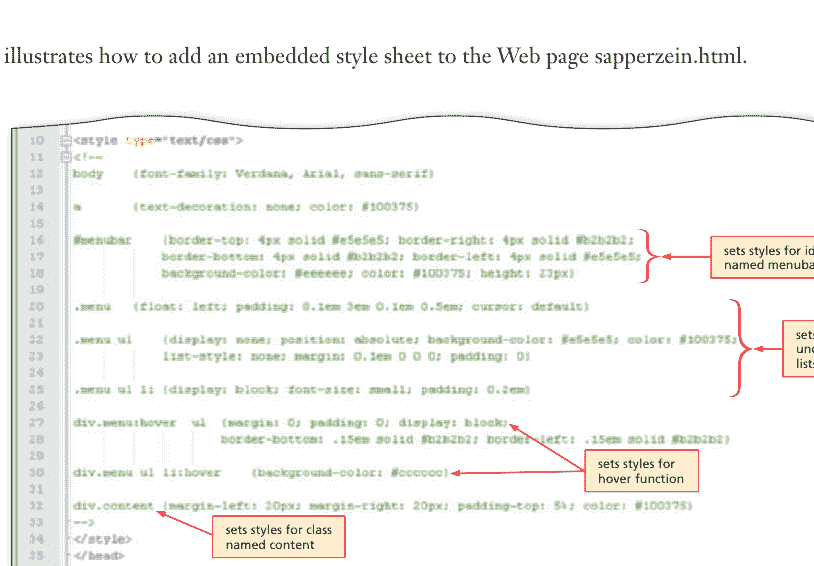 illustrates how to add an embedded style sheet to the Web page sapperzein.html.
10 <style type="text/css">
11 <!--
12 body {font-family: Verdana, Arial, sans-serif}
13
14 a {text-decoration: none; color: #100375}
15
16 #menubar {border-top: 4px solid #e5e5e5; border-right: 4px solid #b2b2b2;
17 border-bottom: 4px solid #b2b2b2; border-left: 4px solid #e5e5e5;
18 background-color: #eeeeee; color: #100375; height: 23px}
sets styles for id
named menuba
19
20 .menu {float: left; padding: 0.1em 3em 0.1em 0.5em; cursor: default}
21
22 .menu ul {display: none; position: absolute; background-color: #e5e5e5; color: #100375;
23 list-style: none; margin: 0.1em 0 0 0; padding: 0}
sets
und
lists
24
25 .menu ul li {display: block; font-size: small; padding: 0.2em}
26
27 div.menu:hover ul {margin: 0; padding: 0; display: block;
28 border-bottom: .15em solid #b2b2b2; border-left: .15em solid #b2b2b2}
29
30 div.menu ul li:hover {background-color: #cccccc}
sets styles for
hover function
31
32 div.content {margin-left: 20px; margin-right: 20px; padding-top: 5%; color: #100375}
33 -->
34 </style>
35 </head>
sets styles for class
named content